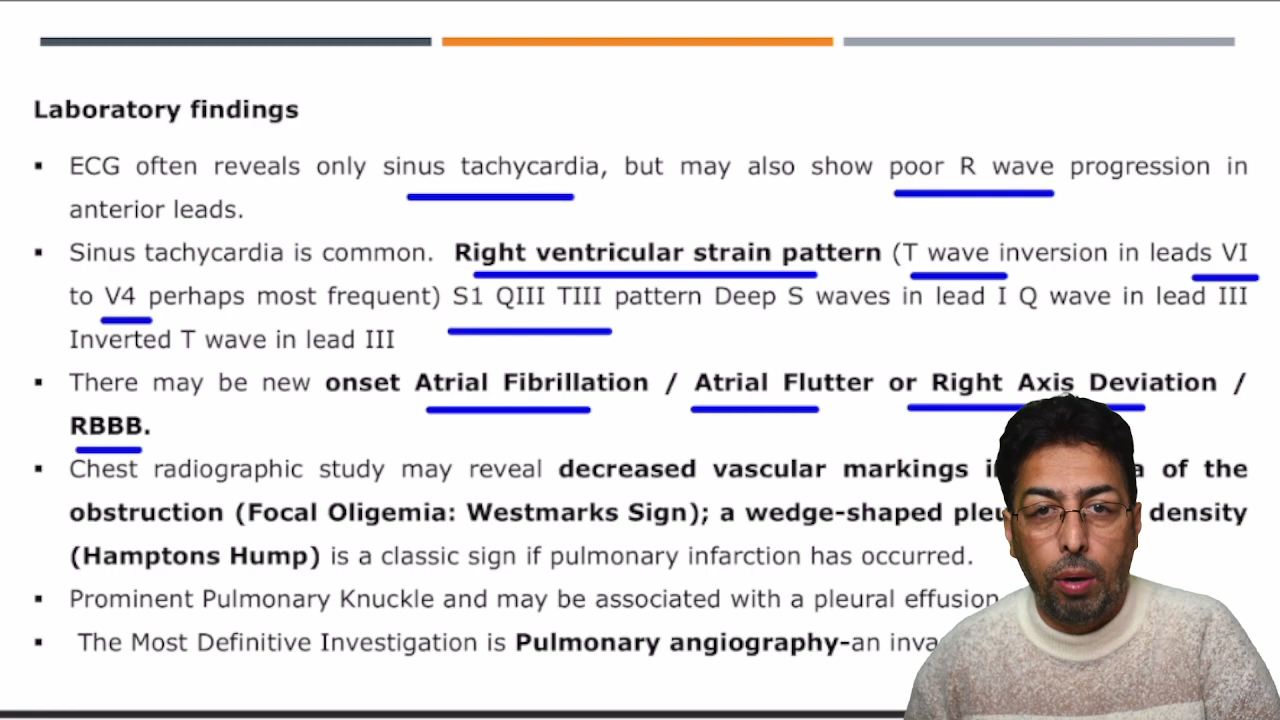 Laboratory findings
▪ ECG often reveals only sinus tachycardia, but may also show poor R wave progression in
anterior leads.
▪ Sinus tachycardia is common. Right ventricular strain pattern (T wave inversion in leads VI
to V4 perhaps most frequent) S1 QIII TIII pattern Deep S waves in lead I Q wave in lead III
Inverted T wave in lead III
▪ There may be new onset Atrial Fibrillation / Atrial Flutter or Right Axis Deviation /
RBBB.
▪ Chest radiographic study may reveal decreased vascular markings of the
obstruction (Focal Oligemia: Westmarks Sign); a wedge-shaped density
(Hamptons Hump) is a classic sign if pulmonary infarction has occurred.
▪ Prominent Pulmonary Knuckle and may be associated with a pleural effusion
▪ The Most Definitive Investigation is Pulmonary angiography-an